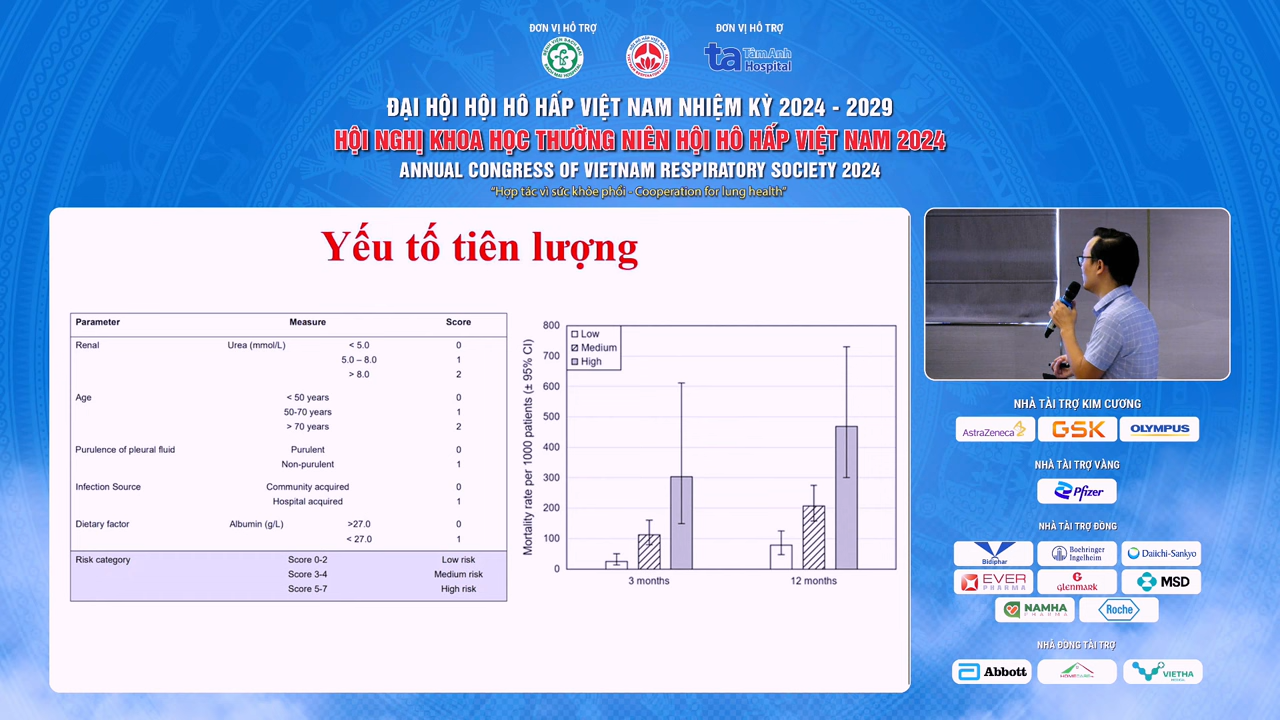 ĐƠN VỊ HỖ TRỢ
ĐƠN VỊ HỖ TRỢ
ta TâmAnh
Hospital
ĐẠI HỘI HỘI HÔ HẤP VIỆT NAM NHIỆM KỲ 2024 - 2029
HỘI NGHỊ KHOA HỌC THƯỜNG NIÊN HỘI HÔ HẤP VIỆT NAM 2024
ANNUAL CONGRESS OF VIETNAM RESPIRATORY SOCIETY 2024
"Hợp tác vì sức khỏe phổi - Cooperation for lung health"
Yếu tố tiên lượng
Parameter Measure Score
Renal Urea (mmol/L) < 5.0 0
5.0 – 8.0 1
> 8.0 2
Age < 50 years 0
50-70 years 1
> 70 years 2
Purulence of pleural fluid Purulent 0
Non-purulent 1
Infection Source Community acquired 0
Hospital acquired 1
Dietary factor Albumin (g/L) >27.0 0
< 27.0 1
Risk category Score 0-2 Low risk
Score 3-4 Medium risk
Score 5-7 High risk
Mortality rate per 1000 patients (± 95% CI)
800
700
600
500
400
300
200
100
0
Low
Medium
High
3 months 12 months
NHÀ TÀI TRỢ KIM CƯƠNG
AstraZeneca GSK OLYMPUS
NHÀ TÀI TRỢ VÀNG
Pfizer
NHÀ TÀI TRỢ ĐỒNG
Bidiphar Boehringer Ingelheim Daiichi-Sankyo
EVER PHARMA GLENMARK MSD
NAMHA PHARMA Roche
NHÀ ĐỒNG TÀI TRỢ
Abbott HOMECARE VIETHA